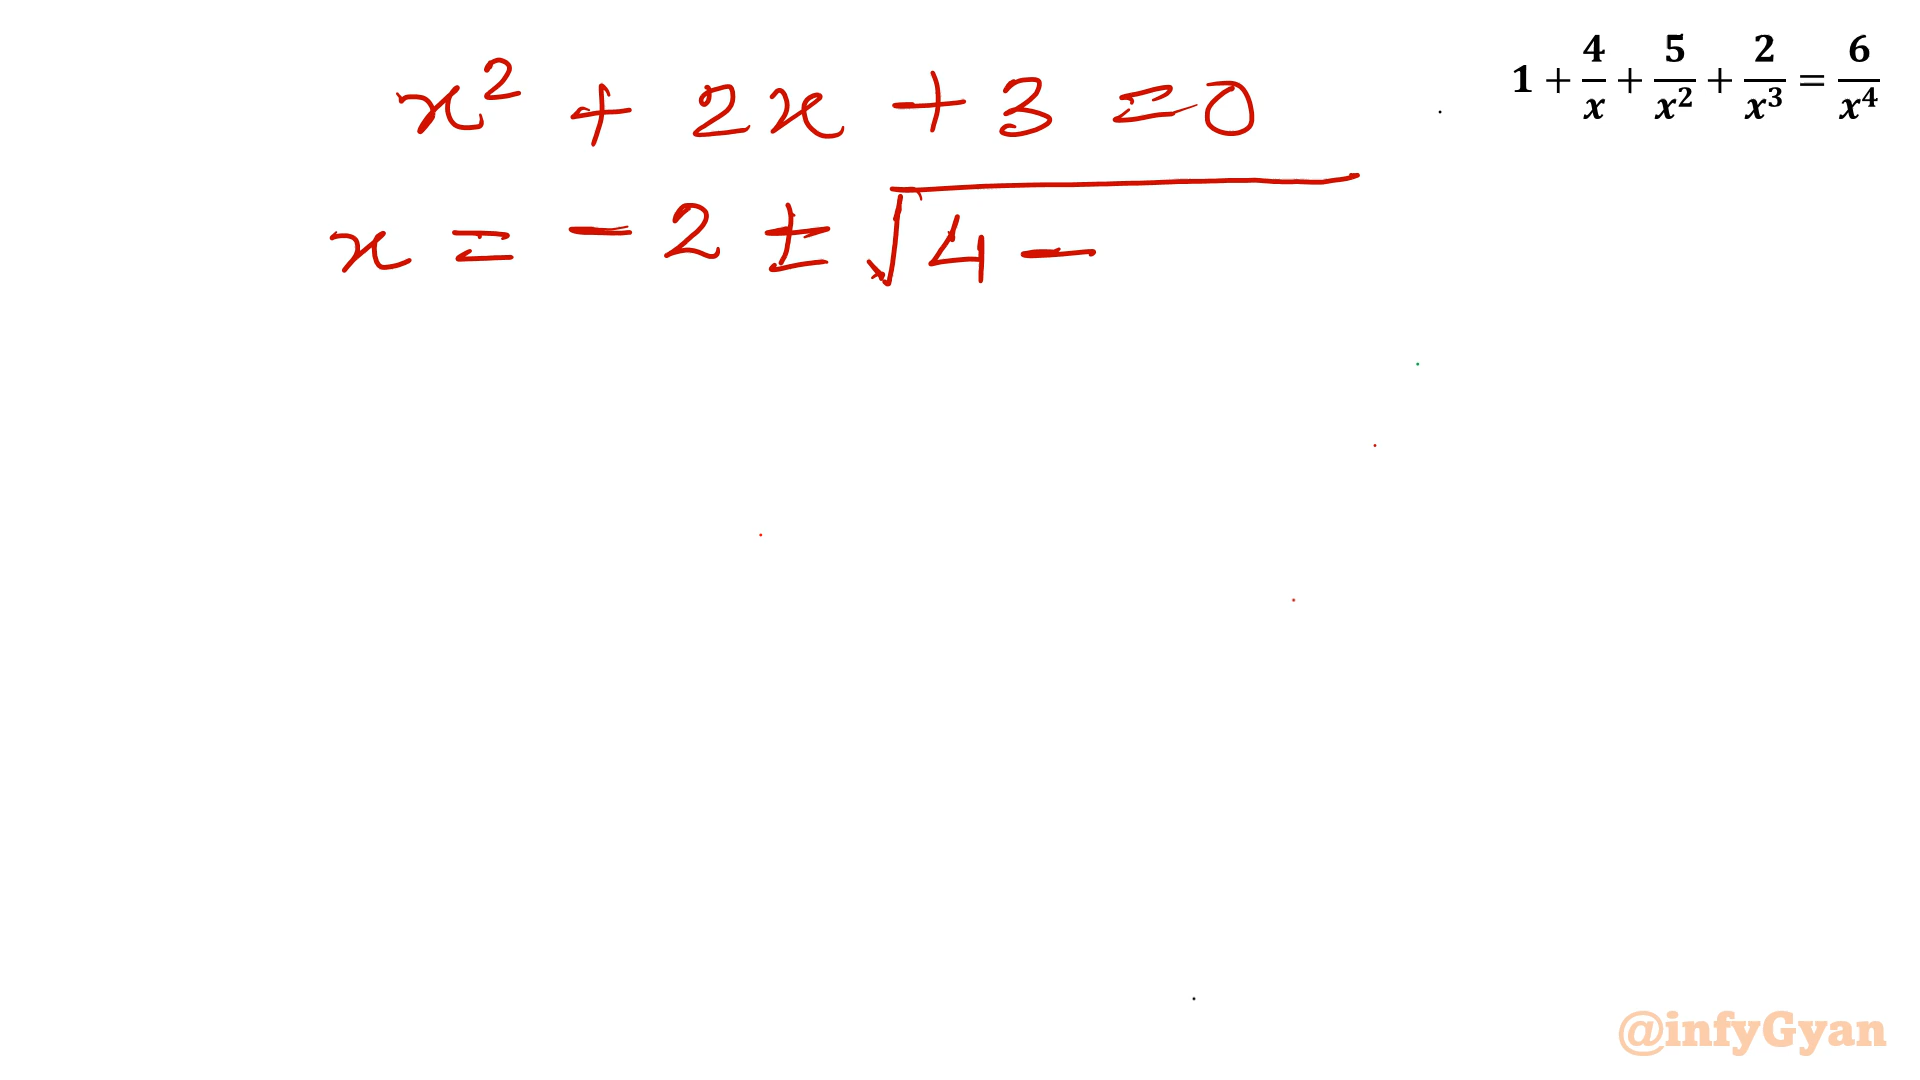 x² + 2x + 3 = 0
1 + 4/x + 5/x² + 2/x³ = 6/x⁴
x = -2 ± √4 -
@infyGyan